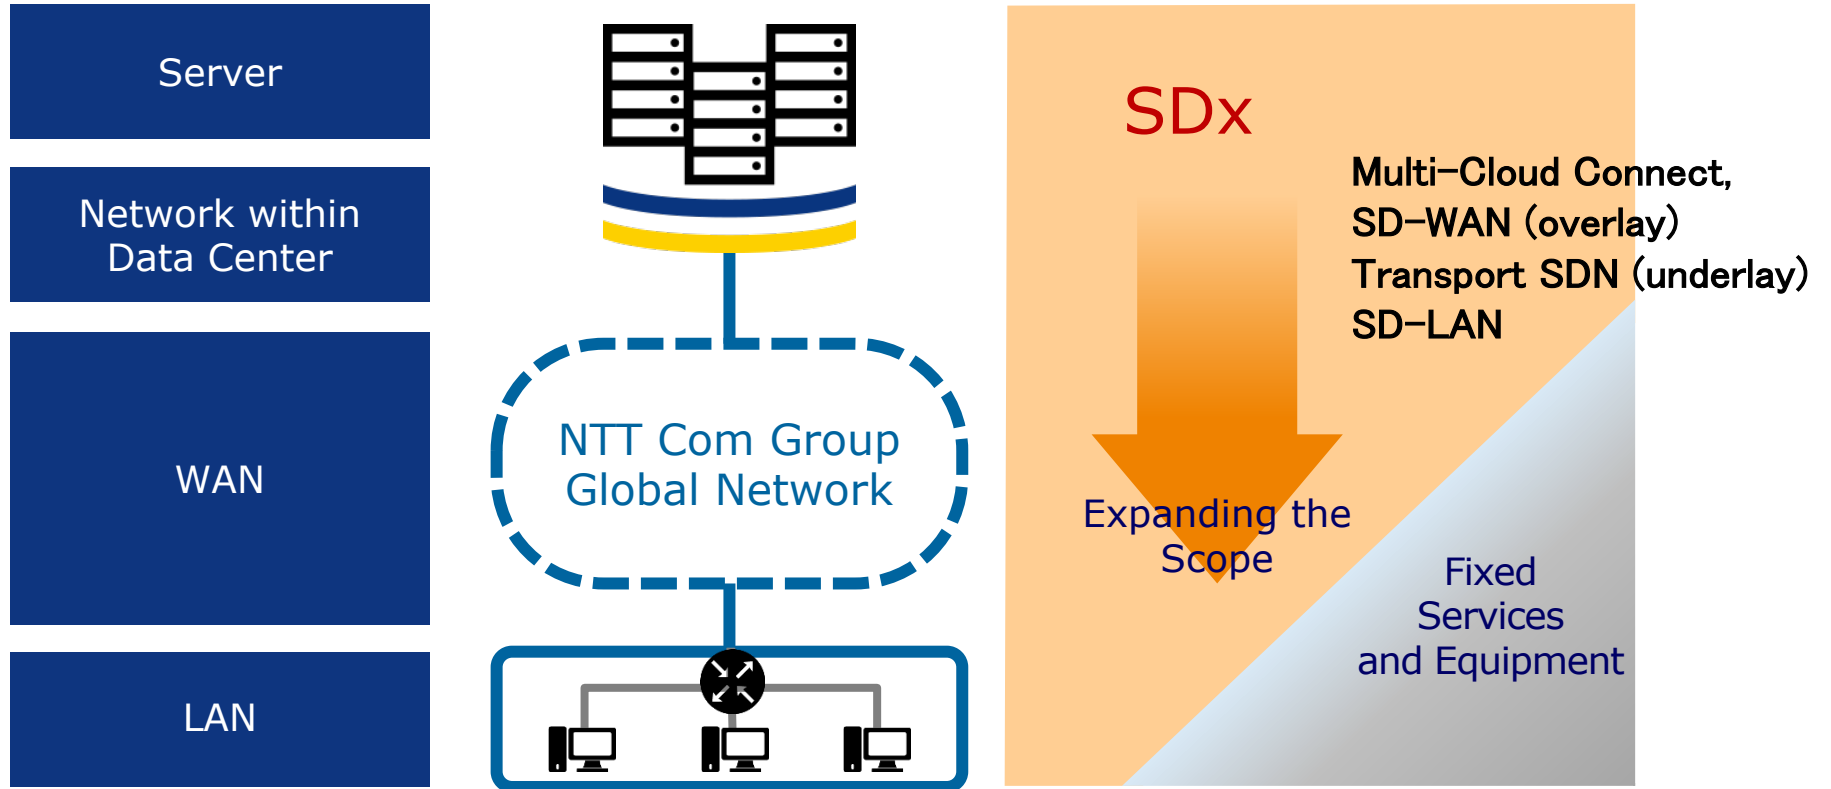 Server
Network within
Data Center
WAN
LAN
NTT Com Group
Global Network
SDx
Multi-Cloud Connect,
SD-WAN (overlay)
Transport SDN (underlay)
SD-LAN
Expanding the
Scope
Fixed
Services
and Equipment